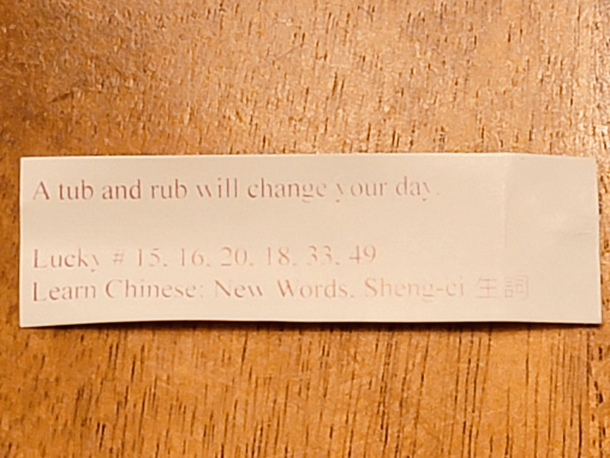 A tub and rub will change your day.
Lucky # 15, 16, 20, 18, 33, 49
Learn Chinese: New Words, Sheng-ci 生詞